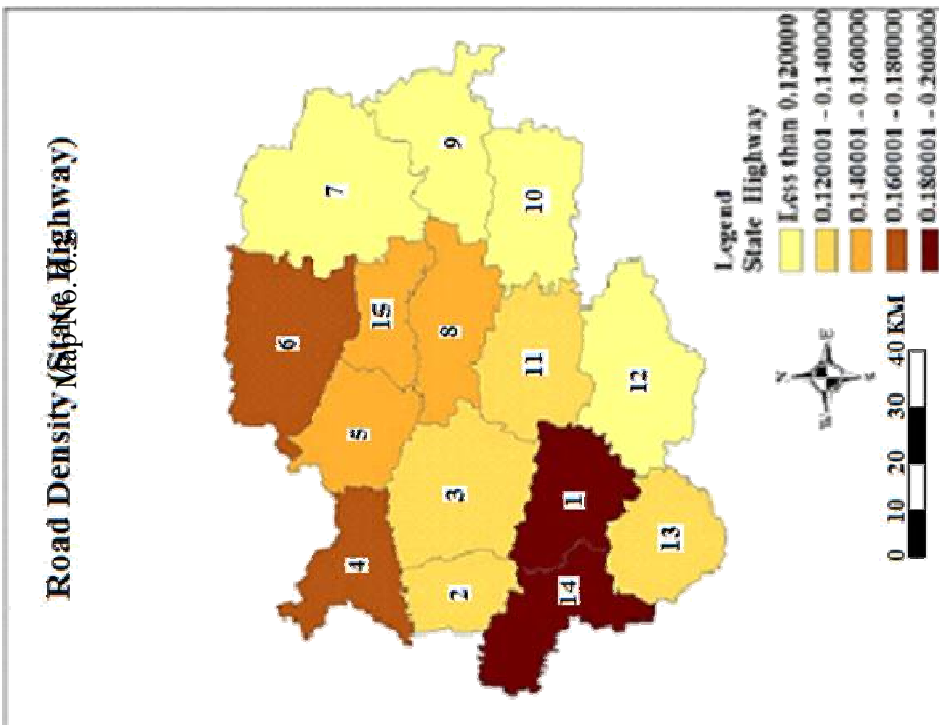 Road Density (State Highway)
Map
6
7
15
9
5
8
10
4
3
11
12
2
1
14
13
N
W
E
S
0 10 20 30 40 KM
Legend
State Highway
Less than 0.120000
0.120001 - 0.140000
0.140001 - 0.160000
0.160001 - 0.180000
0.180001 - 0.200000